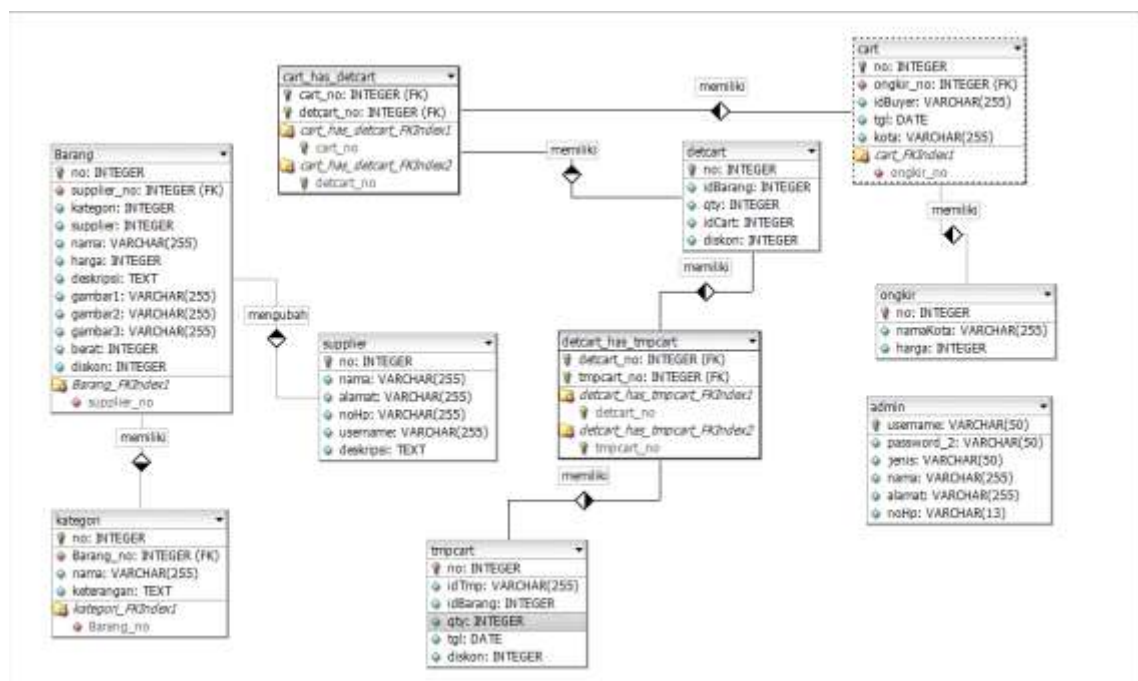 cart_has_detcart
cart_no: INTEGER (FK)
detcart_no: INTEGER (FK)
cart_has_detcart_FKIndex1
cart_no
cart_has_detcart_FKIndex2
detcart_no
memiliki
cart
no: INTEGER
ongkir_no: INTEGER (FK)
idBuyer: VARCHAR(255)
tgl: DATE
kota: VARCHAR(255)
cart_FKIndex1
ongkir_no
memiliki
detcart
no: INTEGER
idBarang: INTEGER
qty: INTEGER
idCart: INTEGER
diskon: INTEGER
Barang
no: INTEGER
supplier_no: INTEGER (FK)
kategori: INTEGER
supplier: INTEGER
nama: VARCHAR(255)
harga: INTEGER
deskripsi: TEXT
gambar1: VARCHAR(255)
gambar2: VARCHAR(255)
gambar3: VARCHAR(255)
berat: INTEGER
diskon: INTEGER
Barang_FKIndex1
supplier_no
memiliki
memiliki
mengubah
ongkir
no: INTEGER
namaKota: VARCHAR(255)
harga: INTEGER
supplier
no: INTEGER
nama: VARCHAR(255)
alamat: VARCHAR(255)
noHp: VARCHAR(255)
username: VARCHAR(255)
deskripsi: TEXT
detcart_has_tmpcart
detcart_no: INTEGER (FK)
tmpcart_no: INTEGER (FK)
detcart_has_tmpcart_FKIndex1
detcart_no
detcart_has_tmpcart_FKIndex2
tmpcart_no
admin
username: VARCHAR(50)
password_2: VARCHAR(50)
jenis: VARCHAR(50)
nama: VARCHAR(255)
alamat: VARCHAR(255)
noHp: VARCHAR(13)
memiliki
memiliki
kategori
no: INTEGER
Barang_no: INTEGER (FK)
nama: VARCHAR(255)
keterangan: TEXT
kategori_FKIndex1
Barang_no
tmpcart
no: INTEGER
idTmp: VARCHAR(255)
idBarang: INTEGER
qty: INTEGER
tgl: DATE
diskon: INTEGER